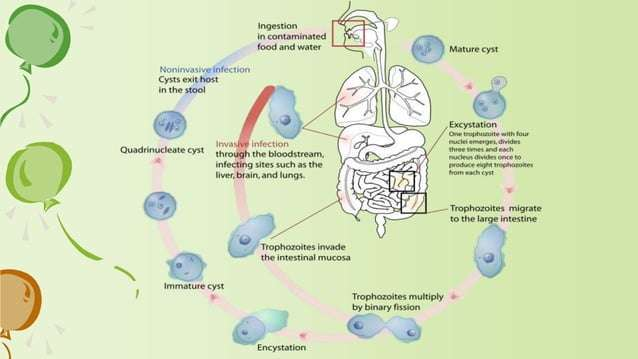 Ingestion
in contaminated
food and water
Mature cyst
Noninvasive infection
Cysts exit host
in the stool
Excystation
One trophozoite with four
nuclei emerges, divides
three times and each
nucleus divides once to
produce eight trophozoites
from each cyst
Quadrinucleate cyst
Invasive infection
through the bloodstream,
infecting sites such as the
liver, brain, and lungs.
Trophozoites migrate
to the large intestine
Trophozoites invade
the intestinal mucosa
Immature cyst
Trophozoites multiply
by binary fission
Encystation